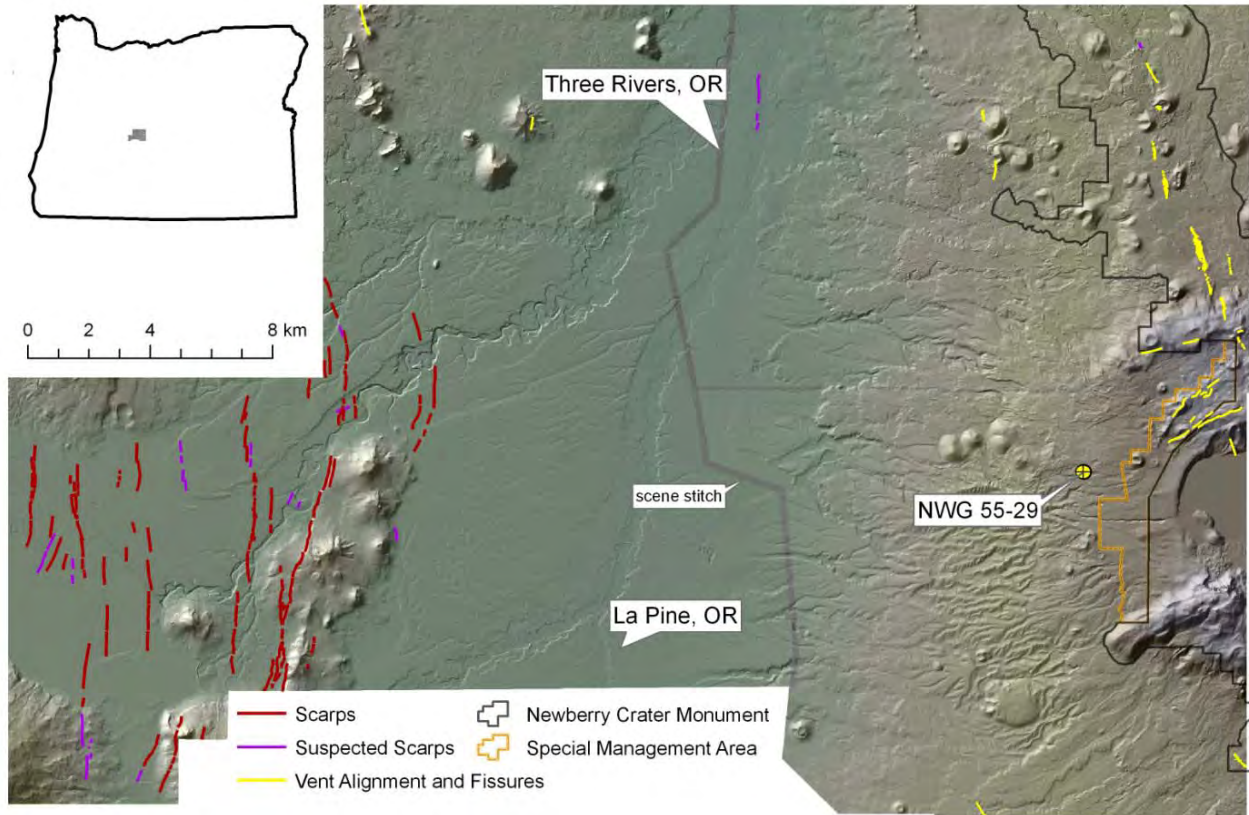 Three Rivers, OR
0 2 4 8 km
scene stitch
NWG 55-29
La Pine, OR
Scarps
Newberry Crater Monument
Suspected Scarps
Special Management Area
Vent Alignment and Fissures